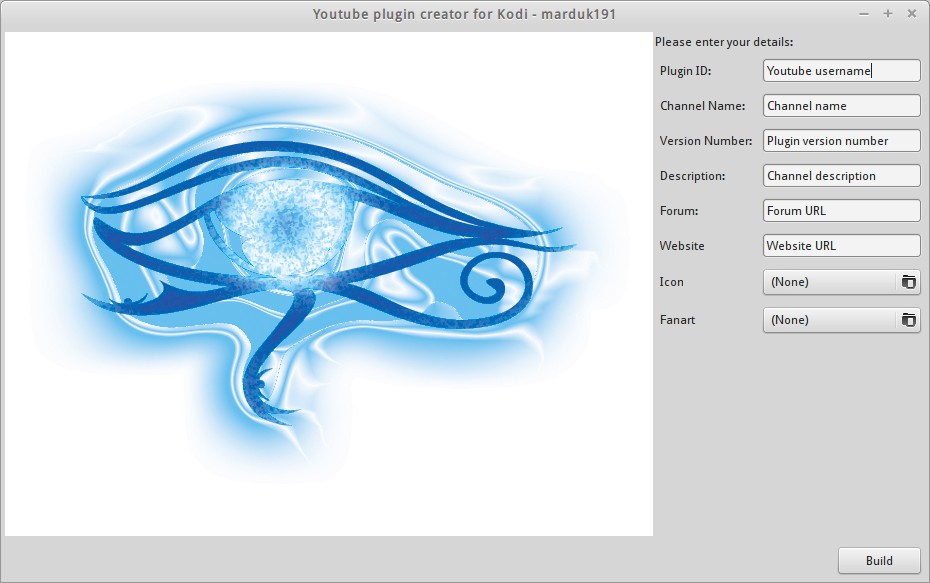 Youtube plugin creator for Kodi - marduk191
Please enter your details:
Plugin ID: Youtube username
Channel Name: Channel name
Version Number: Plugin version number
Description: Channel description
Forum: Forum URL
Website Website URL
Icon (None)
Fanart (None)
Build